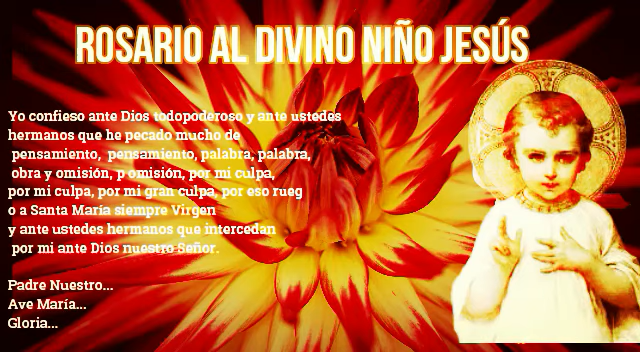 ROSARIO AL DIVINO NIÑO JESÚS
Yo confieso ante Dios todopoderoso y ante ustedes
hermanos que he pecado mucho de
pensamiento, pensamiento, palabra, palabra,
obra y omisión, p omisión, por mi culpa,
por mi culpa, por mi gran culpa, por eso rueg
o a Santa María siempre Virgen
y ante ustedes hermanos que intercedan
por mi ante Dios nuestro Señor.
Padre Nuestro...
Ave María...
Gloria...